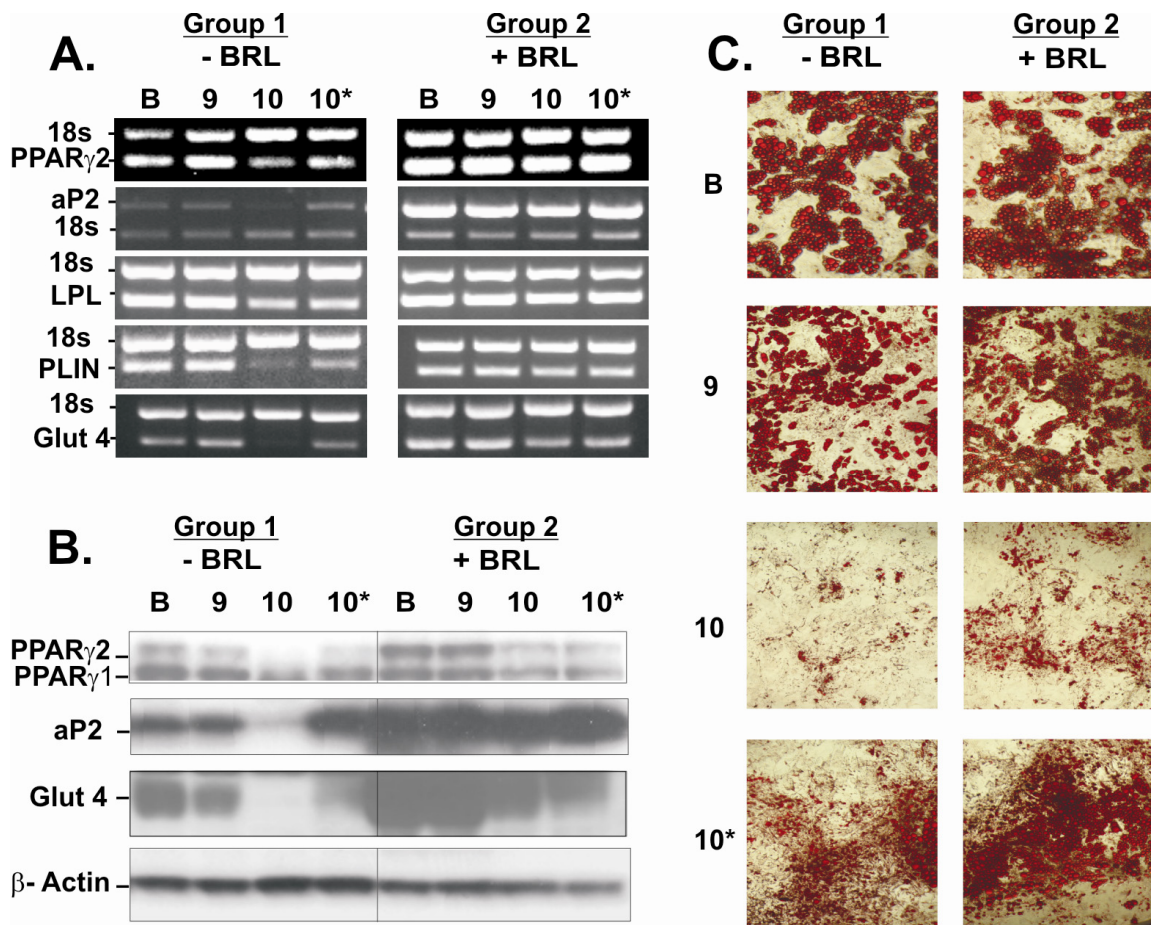 A.
Group 1
- BRL
Group 2
+ BRL
B 9 10 10*
B 9 10 10*
18s
PPARγ2
aP2
18s
18s
LPL
18s
PLIN
18s
Glut 4
B.
Group 1
- BRL
Group 2
+ BRL
B 9 10 10*
B 9 10 10*
PPARγ2
PPARγ1
aP2
Glut 4
β- Actin
C.
Group 1
- BRL
Group 2
+ BRL
B
9
10
10*